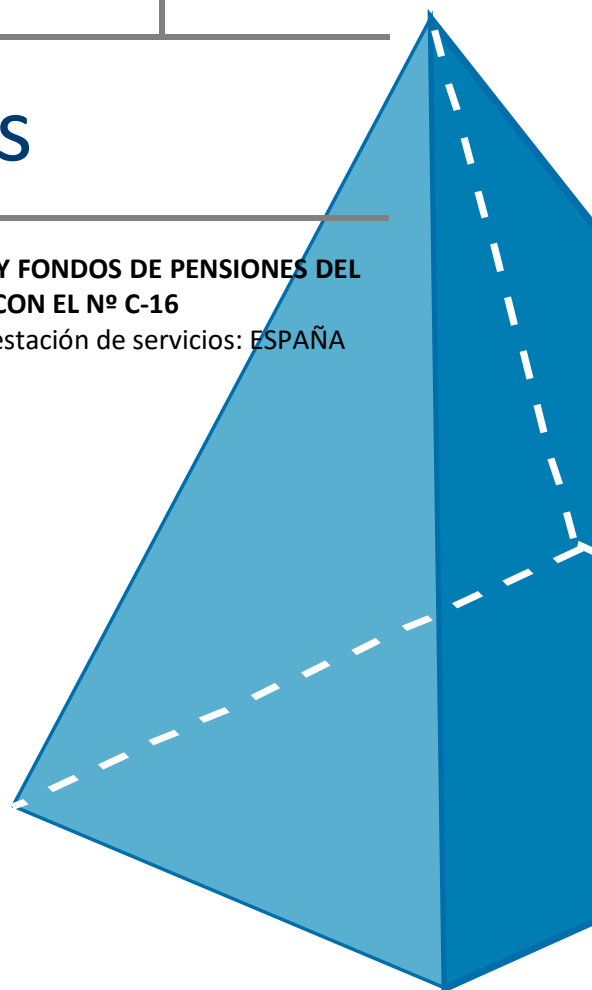 s
Y FONDOS DE PENSIONES DEL
CON EL Nº C-16
estación de servicios: ESPAÑA